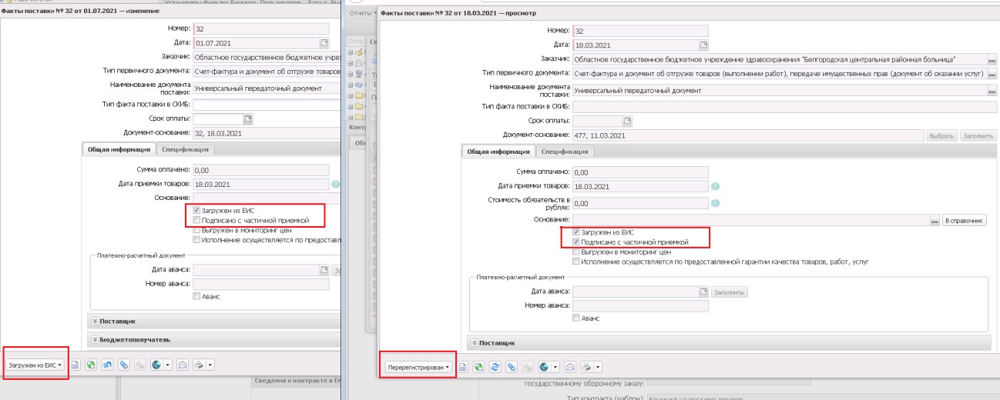 Факты поставки № 32 от 01.07.2021 — изменение
Номер: 32
Дата: 01.07.2021
Заказчик: Областное государственное бюджетное учре
Тип первичного документа: Счет-фактура и документ об отгрузке товаров
Наименование документа поставки: Универсальный передаточный документ
Тип факта поставки в СКИБ:
Срок оплаты:
Документ-основание: 32, 18.03.2021
Общая информация Спецификация
Сумма оплачено: 0,00
Дата приемки товаров: 18.03.2021
Основание:
Загружен из ЕИС
Подписано с частичной приемкой
Выгружен в мониторинг цен
Исполнение осуществляется по предоставл
Платежно-расчетный документ
Дата аванса:
Номер аванса:
Аванс
Поставщик
Бюджетополучатель
Загружен из ЕИС
Сведения о контракте в ЕИ
Отчеты
Факты поставки № 32 от 18.03.2021 — просмотр
Номер: 32
Дата: 18.03.2021
Заказчик: Областное государственное бюджетное учреждение здравоохранения "Белгородская центральная районная больница"
Тип первичного документа: Счет-фактура и документ об отгрузке товаров (выполнении работ), передаче имущественных прав (документ об оказании услуг)
Наименование документа поставки: Универсальный передаточный документ
Тип факта поставки в СКИБ:
Срок оплаты:
Документ-основание: 477, 11.03.2021 Выбрать Заполнить
Общая информация Спецификация
Сумма оплачено: 0,00
Дата приемки товаров: 18.03.2021
Стоимость обязательств в рублях: 0,00
Основание: В справочник
Загружен из ЕИС
Подписано с частичной приемкой
Выгружен в мониторинг цен
Исполнение осуществляется по предоставленной гарантии качества товаров, работ, услуг
Платежно-расчетный документ
Дата аванса: Заполнить
Номер аванса:
Аванс
Поставщик
Перерегистрирован
государственному оборонному заказу:
Тип контракта (шаблон): Контракт на поставку товаров